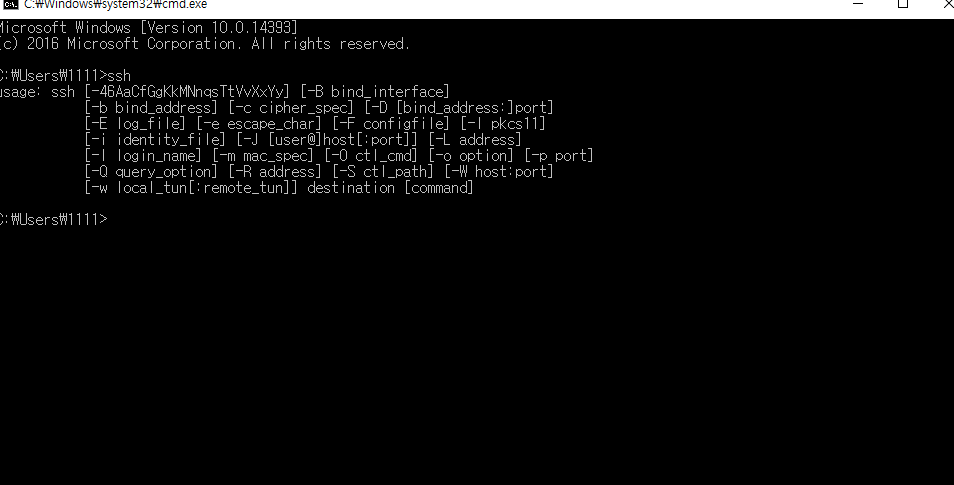 C:₩Windows₩system32₩cmd.exe
Microsoft Windows [Version 10.0.14393]
(c) 2016 Microsoft Corporation. All rights reserved.
C:₩Users₩1111>ssh
usage: ssh [-46AaCfGgKkMNnqsTtVvXxYy] [-B bind_interface]
[-b bind_address] [-c cipher_spec] [-D [bind_address:]port]
[-E log_file] [-e escape_char] [-F configfile] [-I pkcs11]
[-i identity_file] [-J [user@]host[:port]] [-L address]
[-l login_name] [-m mac_spec] [-O ctl_cmd] [-o option] [-p port]
[-Q query_option] [-R address] [-S ctl_path] [-W host:port]
[-w local_tun[:remote_tun]] destination [command]
C:₩Users₩1111>